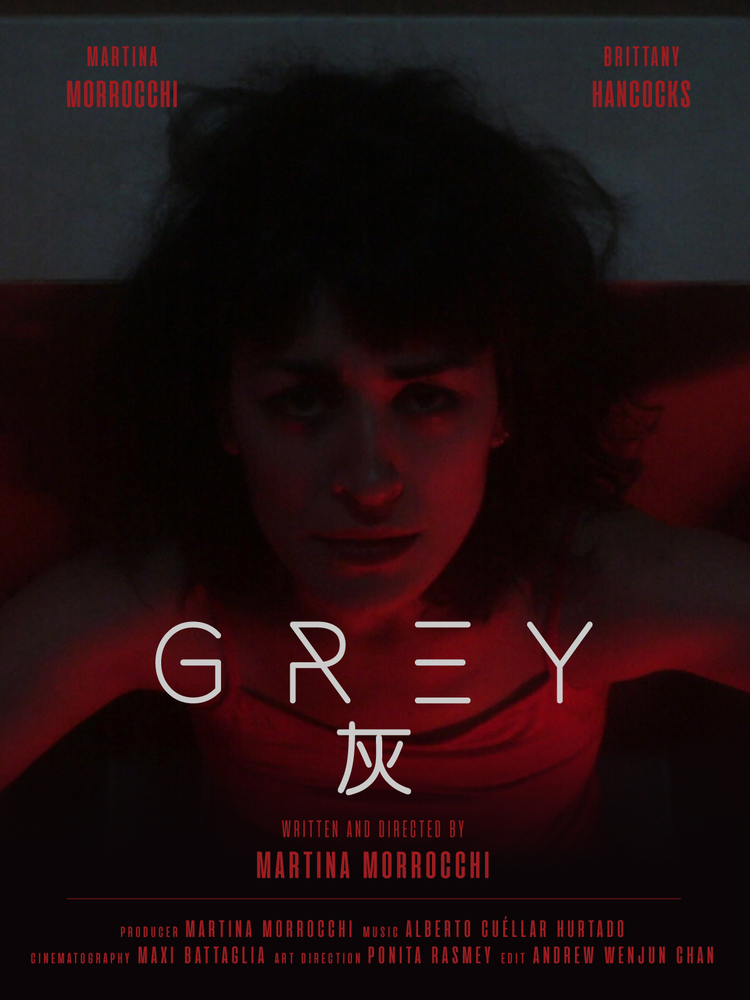 MARTINA
MORROCCHI
BRITTANY
HANCOCKS
GREY
灰
WRITTEN AND DIRECTED BY
MARTINA MORROCCHI
PRODUCER MARTINA MORROCCHI MUSIC ALBERTO CUÉLLAR HURTADO
CINEMATOGRAPHY MAXI BATTAGLIA ART DIRECTION PONITA RASMEY EDIT ANDREW WENJUN CHAN